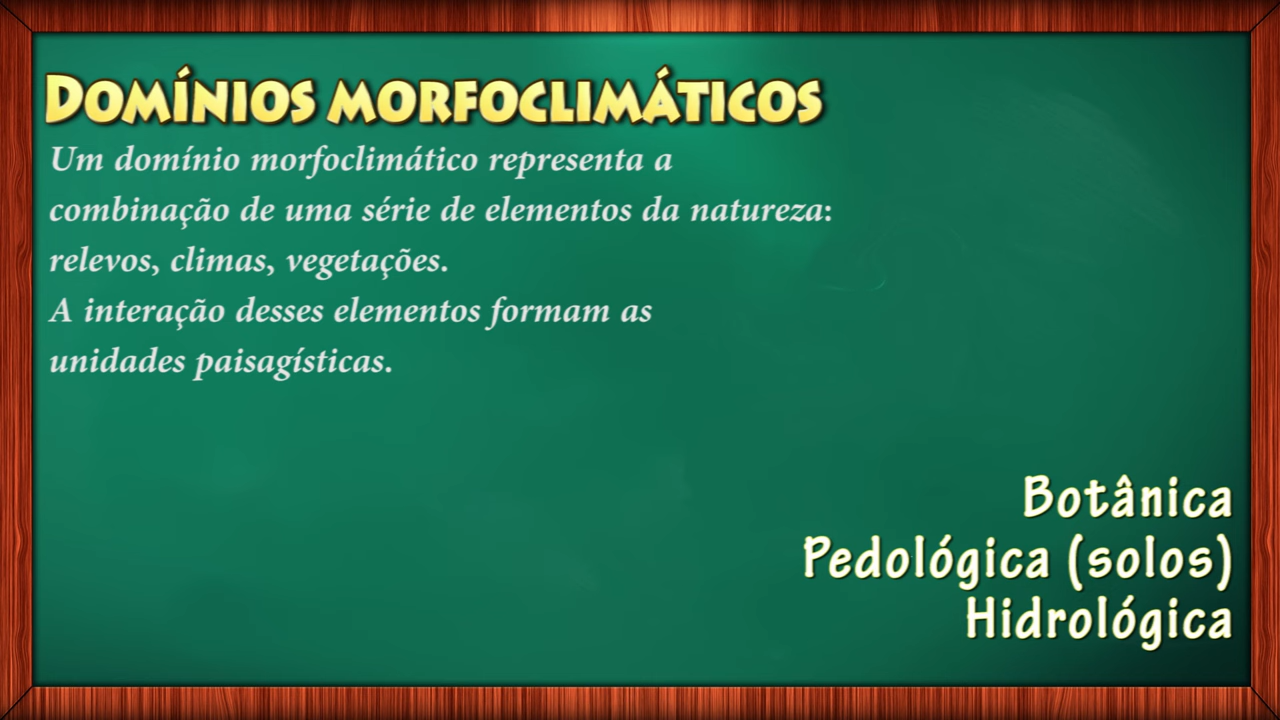 Domínios morfoclimáticos
Um domínio morfoclimático representa a
combinação de uma série de elementos da natureza:
relevos, climas, vegetações.
A interação desses elementos formam as
unidades paisagísticas.
Botânica
Pedológica (solos)
Hidrológica